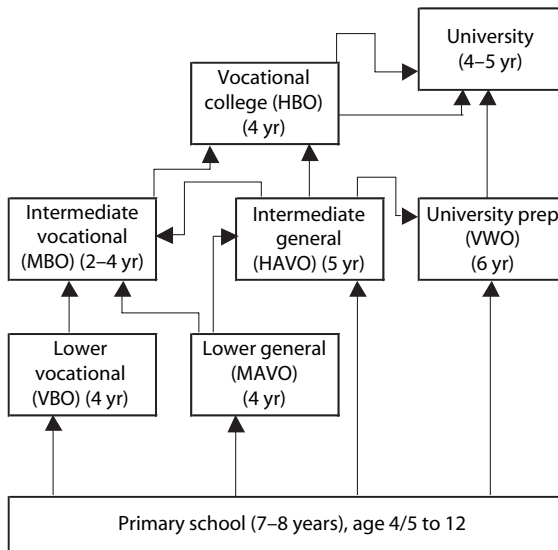 University
(4–5 yr)
Vocational
college (HBO)
(4 yr)
Intermediate
vocational
(MBO) (2–4 yr)
Intermediate
general
(HAVO) (5 yr)
University prep
(VWO)
(6 yr)
Lower
vocational
(VBO) (4 yr)
Lower general
(MAVO)
(4 yr)
Primary school (7–8 years), age 4/5 to 12